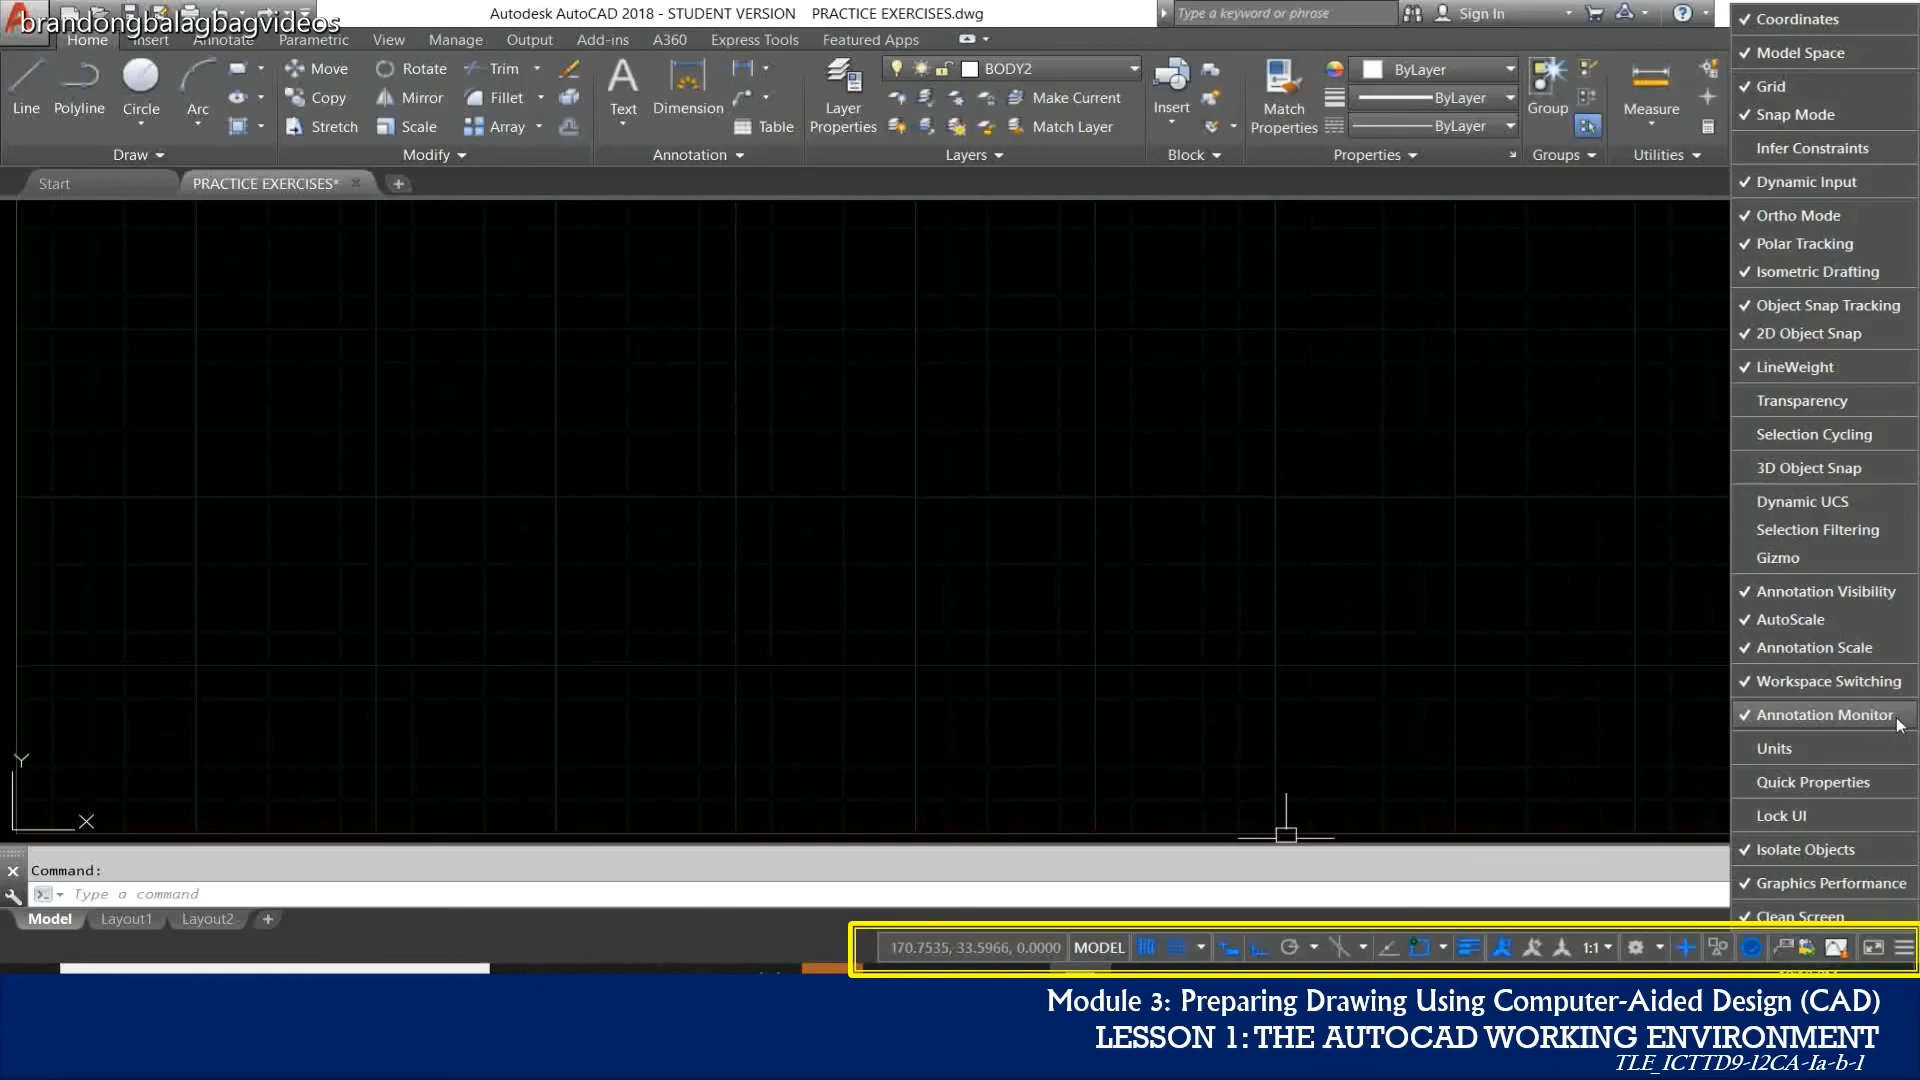 brandongbalagbagvideos
Autodesk AutoCAD 2018 - STUDENT VERSION PRACTICE EXERCISES.dwg
Type a keyword or phrase
Sign In
Home Insert Annotate Parametric View Manage Output Add-ins A360 Express Tools Featured Apps
Line Polyline Circle Arc
Move Rotate Trim
Copy Mirror Fillet
Stretch Scale Array
Text Dimension Table
Layer Properties
BODY2
Make Current
Match Layer
Insert
Match Properties
ByLayer
ByLayer
ByLayer
Group
Measure
Draw Modify Annotation Layers Block Properties Groups Utilities
Start PRACTICE EXERCISES*
Coordinates
Model Space
Grid
Snap Mode
Infer Constraints
Dynamic Input
Ortho Mode
Polar Tracking
Isometric Drafting
Object Snap Tracking
2D Object Snap
LineWeight
Transparency
Selection Cycling
3D Object Snap
Dynamic UCS
Selection Filtering
Gizmo
Annotation Visibility
AutoScale
Annotation Scale
Workspace Switching
Annotation Monitor
Units
Quick Properties
Lock UI
Isolate Objects
Graphics Performance
Clean Screen
Y
X
Command:
Type a command
Model Layout1 Layout2
170.7535, 33.5966, 0.0000 MODEL 1:1
Module 3: Preparing Drawing Using Computer-Aided Design (CAD)
LESSON 1: THE AUTOCAD WORKING ENVIRONMENT
TLE_ICTTD9-12CA-Ia-b-1